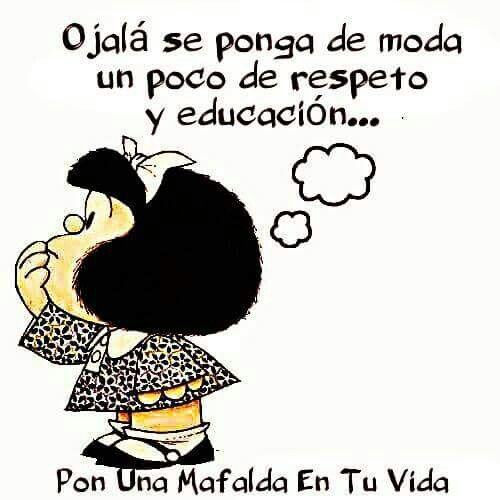 Ojalá se ponga de moda
un poco de respeto
y educación...
Pon Una Mafalda En Tu Vida